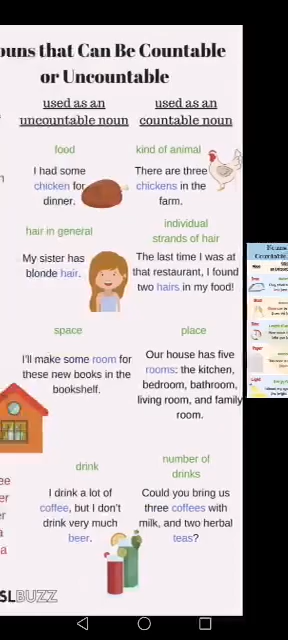 ouns that Can Be Countable
or Uncountable
used as an
uncountable noun
used as an
countable noun
food
I had some
chicken for
dinner.
kind of animal
There are three
chickens in the
farm.
hair in general
My sister has
blonde hair.
individual
strands of hair
The last time I was at
that restaurant, I found
two hairs in my food!
space
I'll make some room for
these new books in the
bookshelf.
place
Our house has five
rooms: the kitchen,
bedroom, bathroom,
living room, and family
room.
drink
I drink a lot of
coffee, but I don't
drink very much
beer.
number of
drinks
Could you bring us
three coffees with
milk, and two herbal
teas?
SLBUZZ